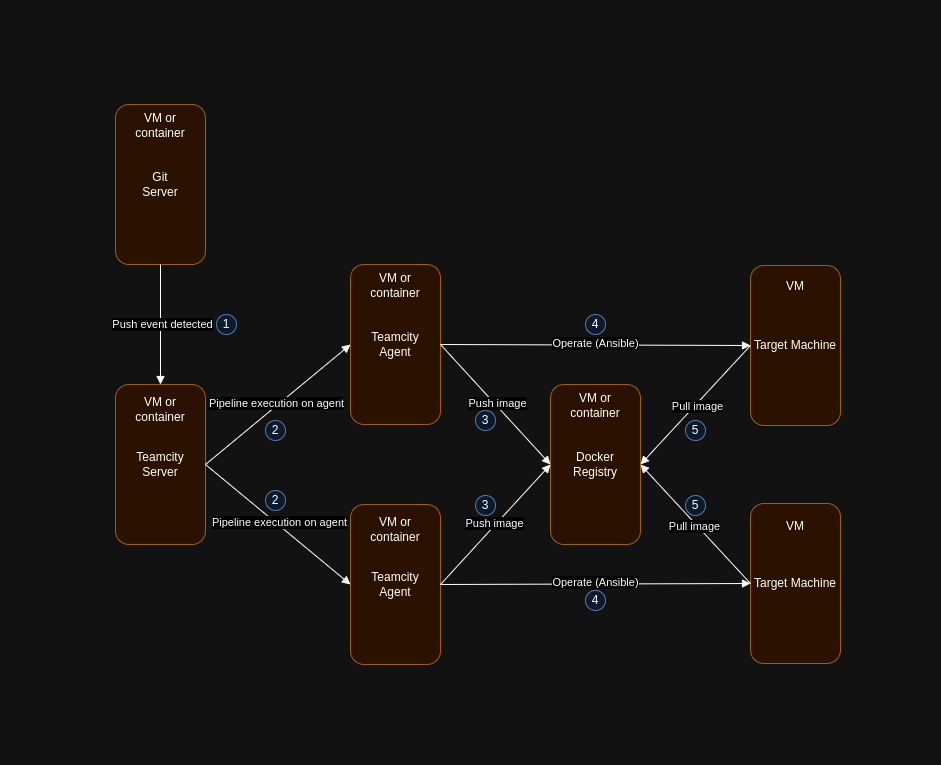 VM or
container
Git
Server
Push event detected
1
VM or
container
Teamcity
Server
Pipeline execution on agent
2
2
Pipeline execution on agent
VM or
container
Teamcity
Agent
VM or
container
Teamcity
Agent
4
Operate (Ansible)
Push image
3
3
Push image
Operate (Ansible)
4
VM or
container
Docker
Registry
Pull image
5
5
Pull image
VM
Target Machine
VM
Target Machine